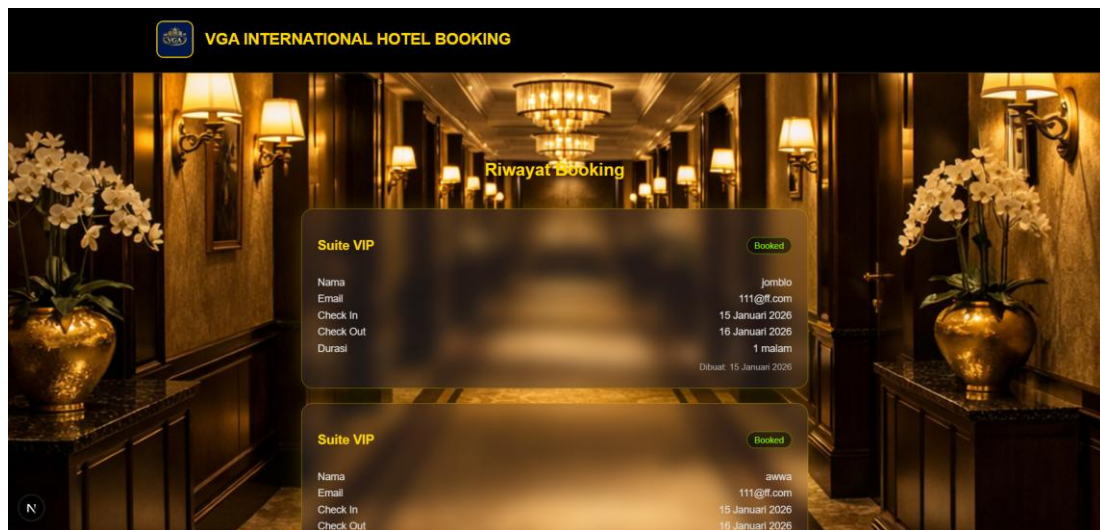 VGA
VGA INTERNATIONAL HOTEL BOOKING
Riwayat Booking
Suite VIP Booked
Nama jomblo
Email 111@ff.com
Check In 15 Januari 2026
Check Out 16 Januari 2026
Durasi 1 malam
Dibuat: 15 Januari 2026
Suite VIP Booked
Nama awwa
Email 111@ff.com
Check In 15 Januari 2026
Check Out 16 Januari 2026
N